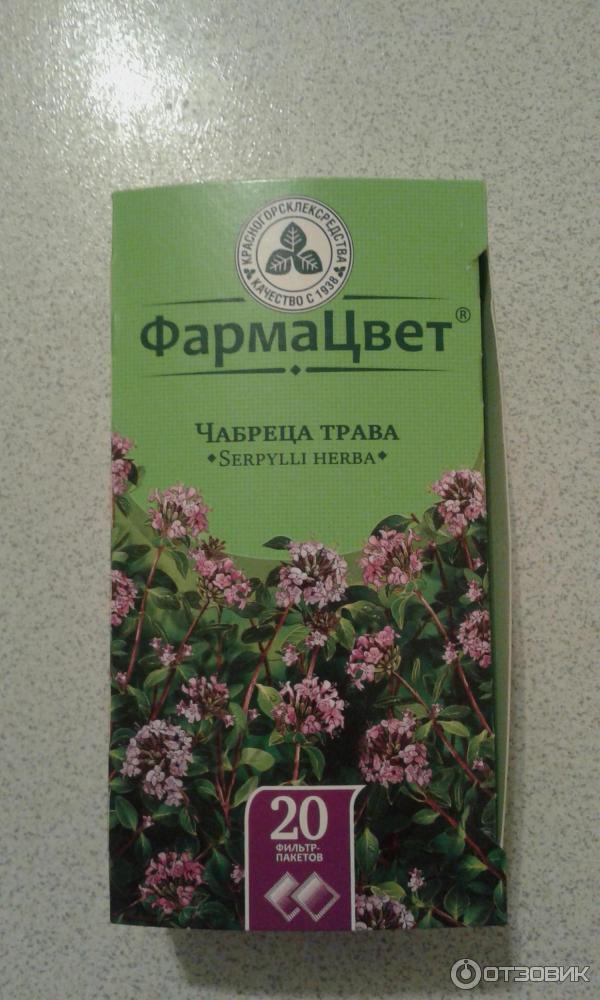 КРАСНОГОРСКЛЕКСРЕДСТВА
КАЧЕСТВО С 1938
ФармаЦвет®
ЧАБРЕЦА ТРАВА
SERPYLLI HERBA
20
ФИЛЬТР-
ПАКЕТОВ
ОТЗОВИК